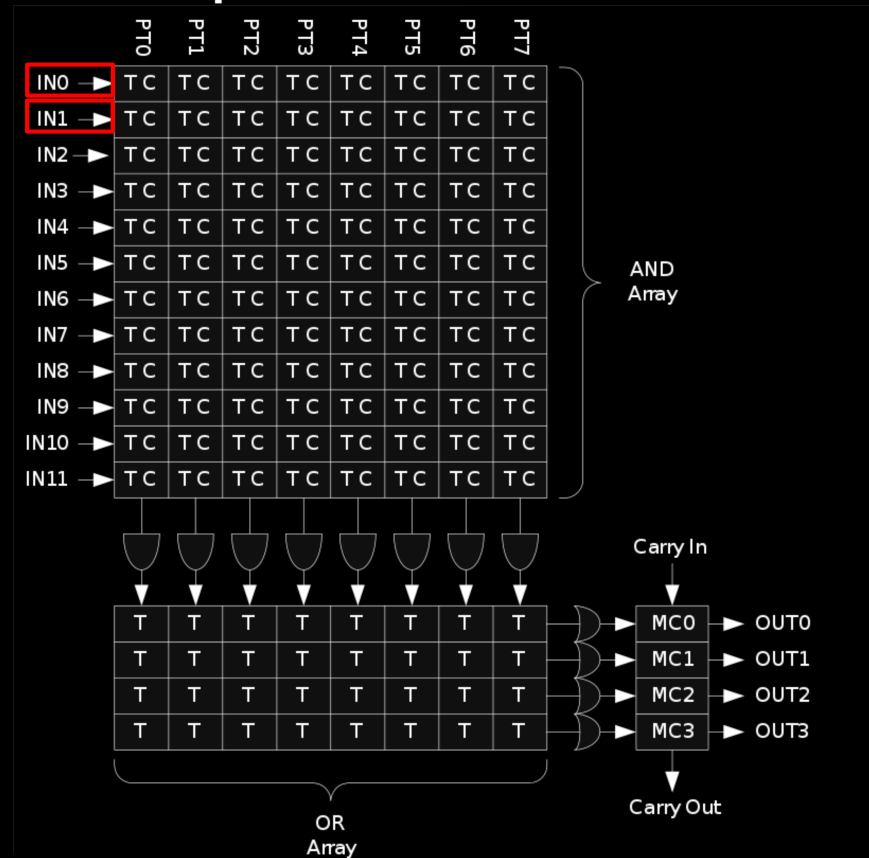 PT0 PT1 PT2 PT3 PT4 PT5 PT6 PT7
IN0 TC TC TC TC TC TC TC TC
IN1 TC TC TC TC TC TC TC TC
IN2 TC TC TC TC TC TC TC TC
IN3 TC TC TC TC TC TC TC TC
IN4 TC TC TC TC TC TC TC TC
IN5 TC TC TC TC TC TC TC TC
IN6 TC TC TC TC TC TC TC TC
IN7 TC TC TC TC TC TC TC TC
IN8 TC TC TC TC TC TC TC TC
IN9 TC TC TC TC TC TC TC TC
IN10 TC TC TC TC TC TC TC TC
IN11 TC TC TC TC TC TC TC TC
AND
Array
Carry In
T T T T T T T T MC0 OUT0
T T T T T T T T MC1 OUT1
T T T T T T T T MC2 OUT2
T T T T T T T T MC3 OUT3
Carry Out
OR
Array